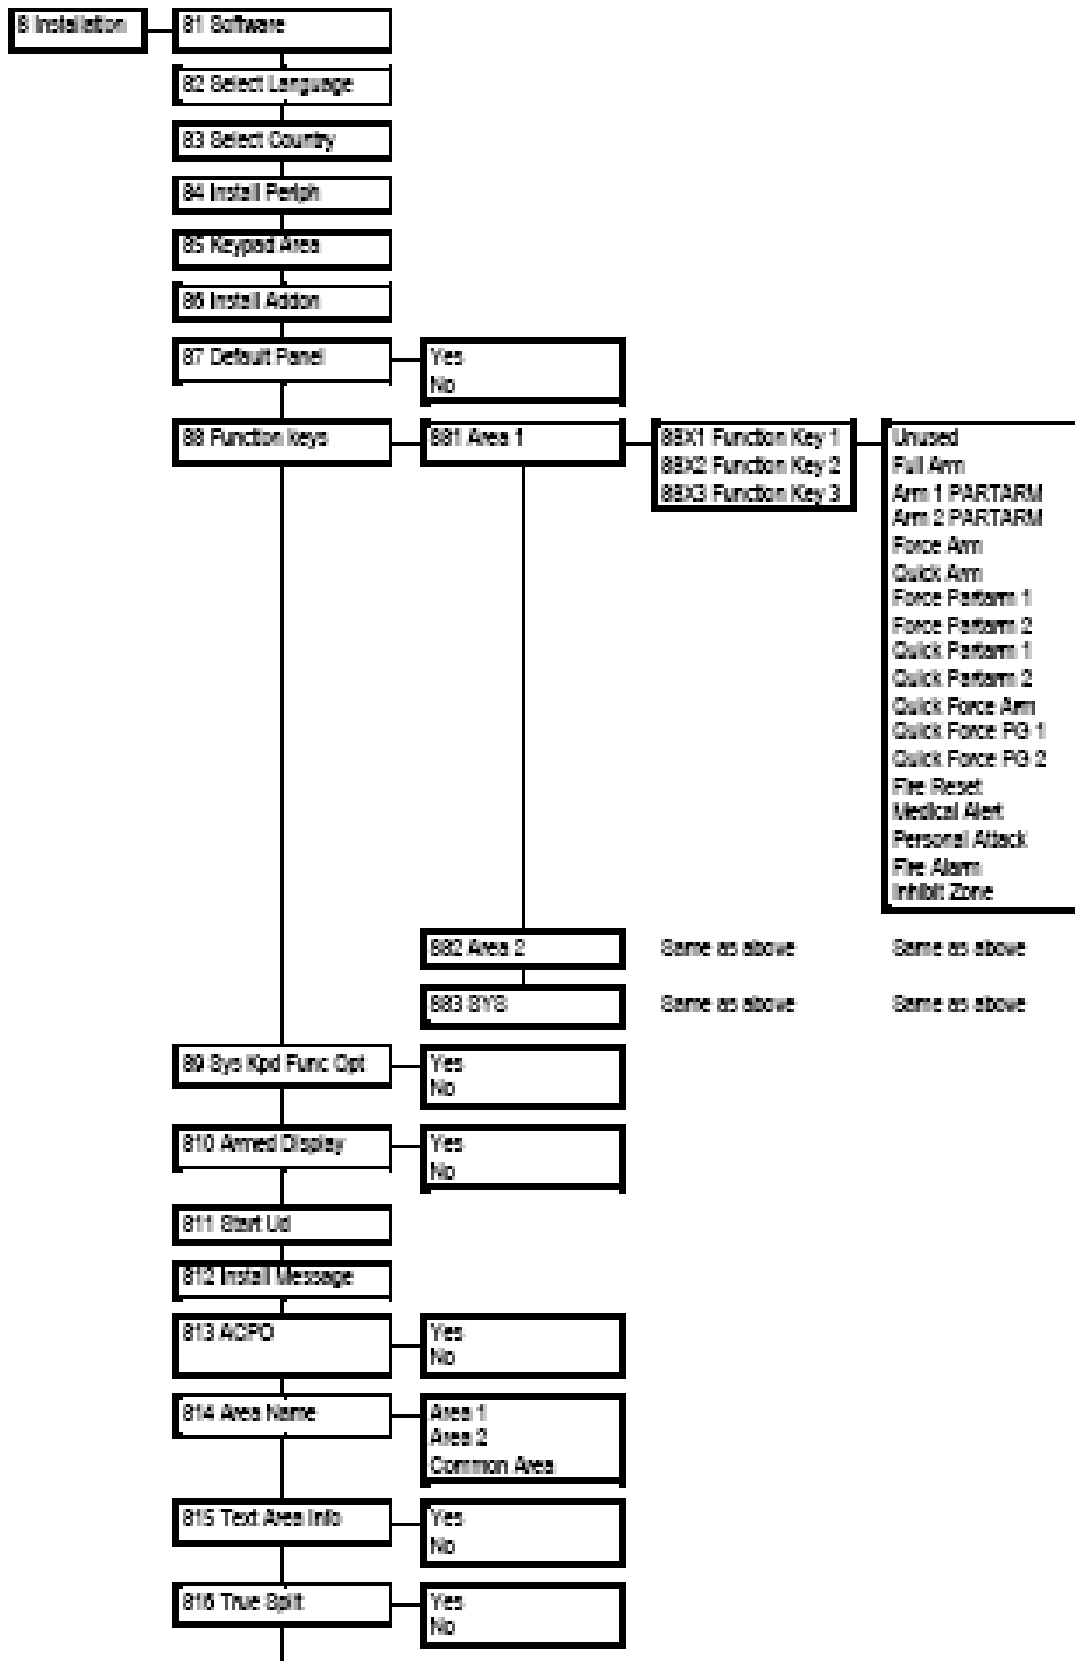 8 Installation
81 Software
82 Select Language
83 Select Country
84 Install Periph
85 Keypad Area
86 Install Addon
87 Default Panel
Yes
No
88 Function keys
881 Area 1
88X1 Function Key 1
88X2 Function Key 2
88X3 Function Key 3
Unused
Full Arm
Arm 1 PARTARM
Arm 2 PARTARM
Force Arm
Quick Arm
Force Partarm 1
Force Partarm 2
Quick Partarm 1
Quick Partarm 2
Quick Force Arm
Quick Force PG 1
Quick Force PG 2
Fire Reset
Medical Alert
Personal Attack
Fire Alarm
Inhibit Zone
882 Area 2
Same as above
Same as above
883 SYS
Same as above
Same as above
89 Sys Kpd Func Opt
Yes
No
810 Armed Display
Yes
No
811 Start Lid
812 Install Message
813 ACPO
Yes
No
814 Area Name
Area 1
Area 2
Common Area
815 Text Area Info
Yes
No
816 True Split
Yes
No